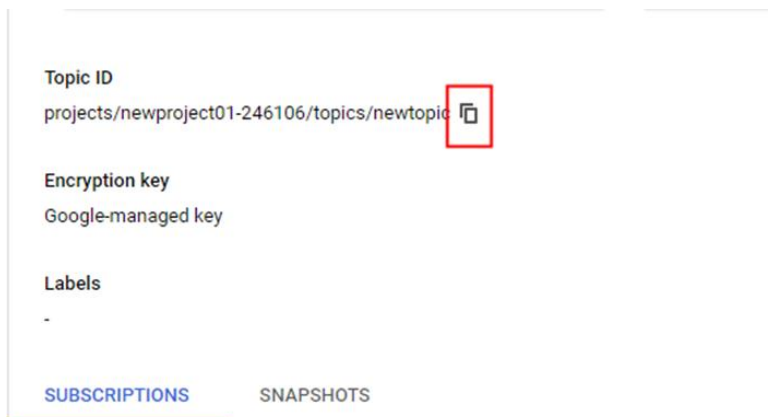 Topic ID
projects/newproject01-246106/topics/newtopic
Encryption key
Google-managed key
Labels
-
SUBSCRIPTIONS SNAPSHOTS